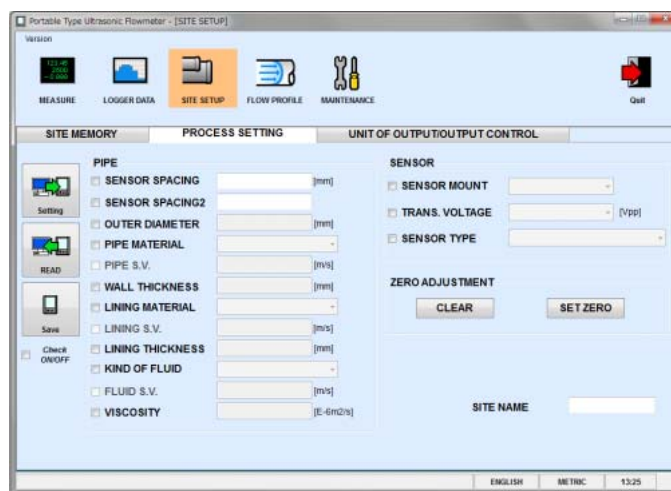 Portable Type Ultrasonic Flowmeter - [SITE SETUP]
Version
MEASURE LOGGER DATA SITE SETUP FLOW PROFILE MAINTENANCE Quit
SITE MEMORY PROCESS SETTING UNIT OF OUTPUT/OUTPUT CONTROL
Setting
READ
Save
Check
ON/OFF
PIPE
SENSOR SPACING [mm]
SENSOR SPACING2
OUTER DIAMETER [mm]
PIPE MATERIAL
PIPE S.V. [m/s]
WALL THICKNESS [mm]
LINING MATERIAL
LINING S.V. [m/s]
LINING THICKNESS [mm]
KIND OF FLUID
FLUID S.V. [m/s]
VISCOSITY [E-6m2/s]
SENSOR
SENSOR MOUNT
TRANS. VOLTAGE [Vpp]
SENSOR TYPE
ZERO ADJUSTMENT
CLEAR SET ZERO
SITE NAME
ENGLISH METRIC 13:25